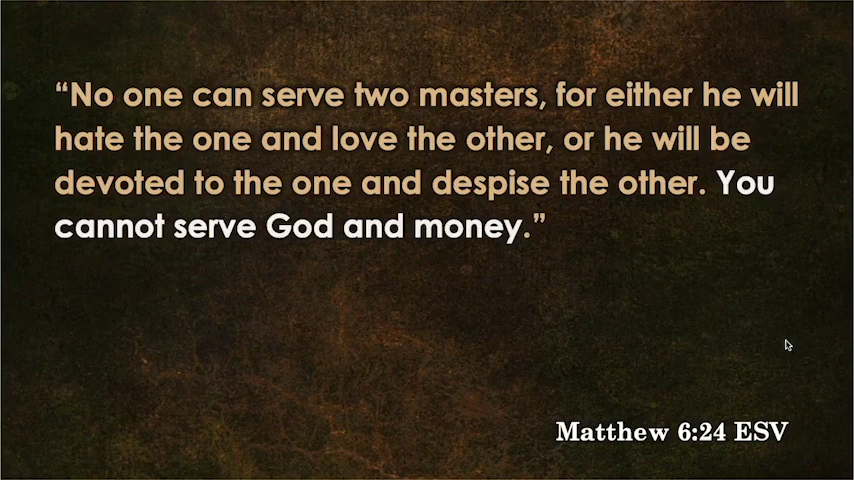 “No one can serve two masters, for either he will
hate the one and love the other, or he will be
devoted to the one and despise the other. You
cannot serve God and money.”
Matthew 6:24 ESV